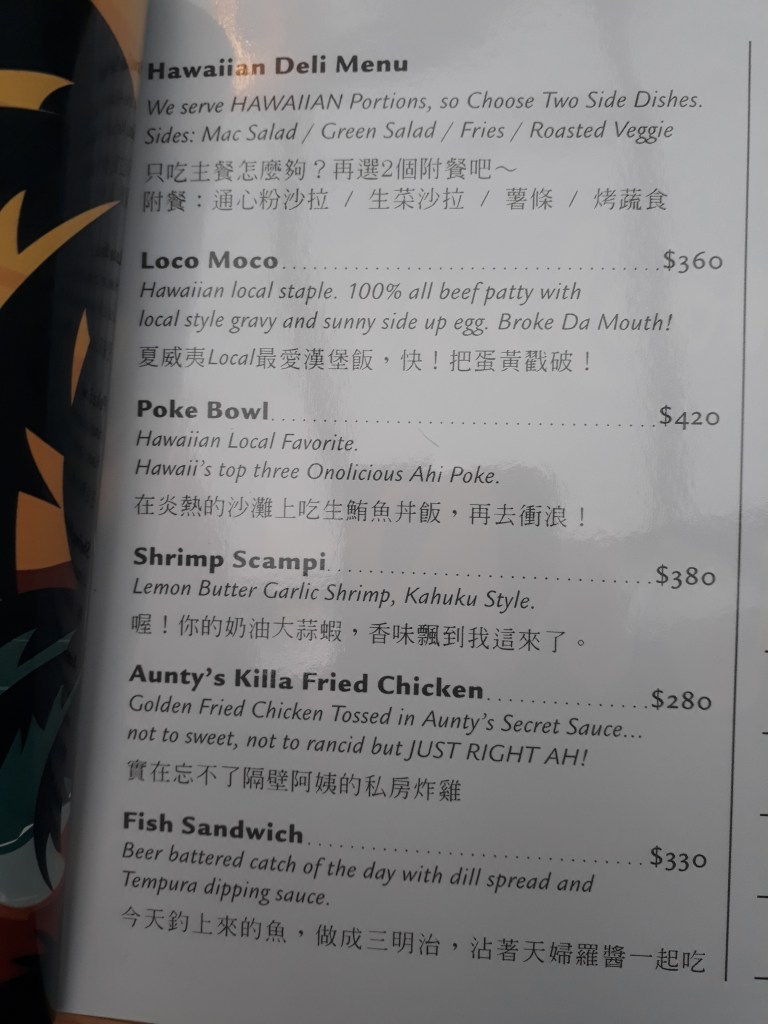 Hawaiian Deli Menu
We serve HAWAIIAN Portions, so Choose Two Side Dishes.
Sides: Mac Salad / Green Salad / Fries / Roasted Veggie
只吃主餐怎麼夠？再選2個附餐吧～
附餐：通心粉沙拉 / 生菜沙拉 / 薯條 / 烤蔬食
Loco Moco......................................$360
Hawaiian local staple. 100% all beef patty with
local style gravy and sunny side up egg. Broke Da Mouth!
夏威夷Local最愛漢堡飯，快！把蛋黃戳破！
Poke Bowl......................................$420
Hawaiian Local Favorite.
Hawaii's top three Onolicious Ahi Poke.
在炎熱的沙灘上吃生鮪魚丼飯，再去衝浪！
Shrimp Scampi.................................$380
Lemon Butter Garlic Shrimp, Kahuku Style.
喔！你的奶油大蒜蝦，香味飄到我這來了。
Aunty's Killa Fried Chicken................$280
Golden Fried Chicken Tossed in Aunty's Secret Sauce...
not to sweet, not to rancid but JUST RIGHT AH!
實在忘不了隔壁阿姨的私房炸雞
Fish Sandwich..................................$330
Beer battered catch of the day with dill spread and
Tempura dipping sauce.
今天釣上來的魚，做成三明治，沾著天婦羅醬一起吃